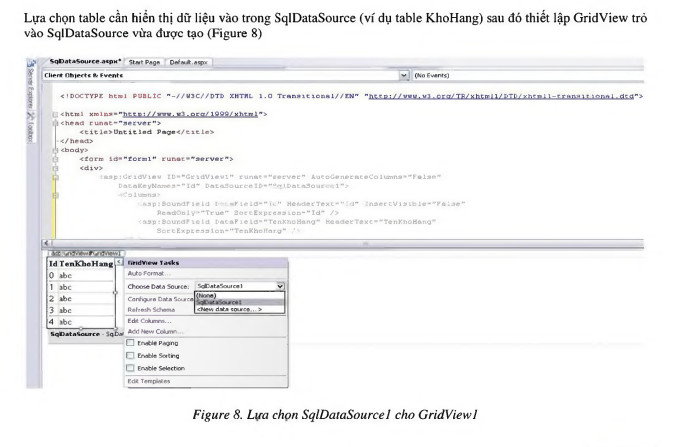 Lựa chọn table cần hiển thị dữ liệu vào trong SqlDataSource (ví dụ table KhoHang) sau đó thiết lập GridView trỏ
vào SqlDataSource vừa được tạo (Figure 8)
SqlDataSource.aspx* Start Page Default.aspx
Client Objects & Events (No Events)
<!DOCTYPE html PUBLIC "-//W3C//DTD XHTML 1.0 Transitional//EN" "http://www.w3.org/TR/xhtml1/DTD/xhtml1-transitional.dtd">
<html xmlns="http://www.w3.org/1999/xhtml">
<head runat="server">
<title>Untitled Page</title>
</head>
<body>
<form id="form1" runat="server">
<div>
<asp:GridView ID="GridView1" runat="server" AutoGenerateColumns="False"
DataKeyNames="Id" DataSourceID="SqlDataSource1">
<Columns>
<asp:BoundField DataField="Id" HeaderText="Id" InsertVisible="False"
ReadOnly="True" SortExpression="Id" />
<asp:BoundField DataField="TenKhoHang" HeaderText="TenKhoHang"
SortExpression="TenKhoHang" />
Server Explorer
Toolbox
asp:GridView#GridView1
Id TenKhoHang
0 abc
1 abc
2 abc
3 abc
4 abc
SqlDataSource - SqlDat
GridView Tasks
Auto Format...
Choose Data Source: SqlDataSource1
(None)
SqlDataSource1
<New data source...>
Configure Data Source
Refresh Schema
Edit Columns...
Add New Column...
Enable Paging
Enable Sorting
Enable Selection
Edit Templates
Figure 8. Lựa chọn SqlDataSource1 cho GridView1